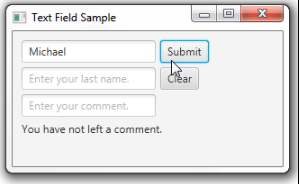 Text Field Sample
Michael Submit
Enter your last name. Clear
Enter your comment.
You have not left a comment.